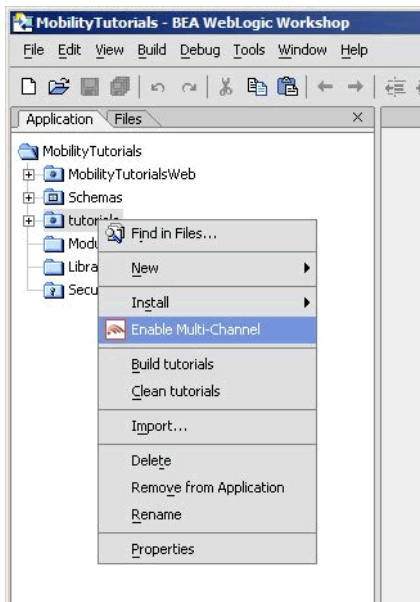 MobilityTutorials - BEA WebLogic Workshop
File Edit View Build Debug Tools Window Help
Application Files
MobilityTutorials
MobilityTutorialsWeb
Schemas
tutorials
Find in Files...
New
Install
Enable Multi-Channel
Build tutorials
Clean tutorials
Import...
Delete
Remove from Application
Rename
Properties